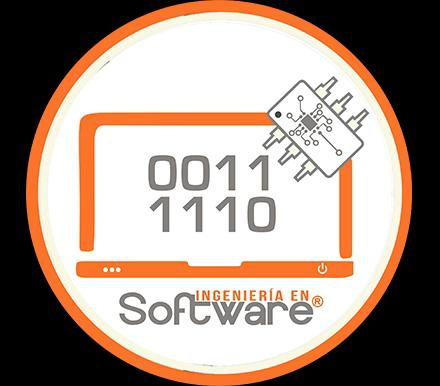 0011
1110
INGENIERÍA EN
Software®